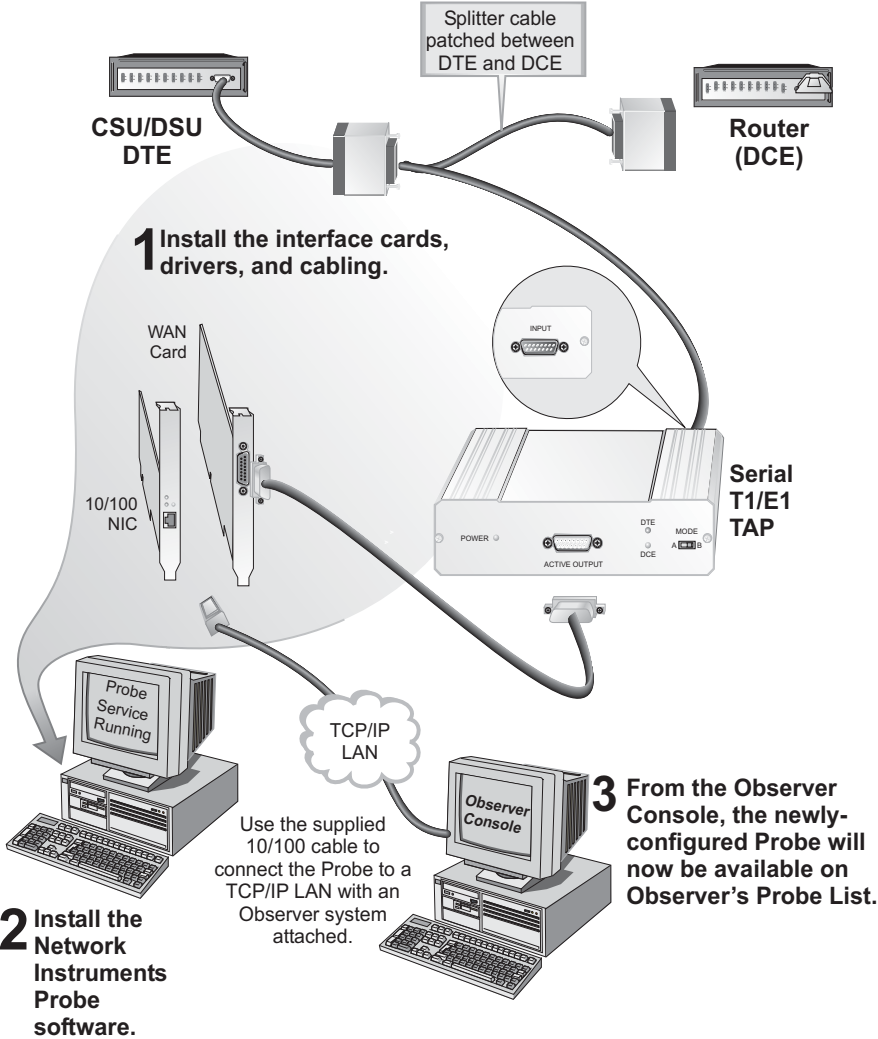 Splitter cable
patched between
DTE and DCE
CSU/DSU
DTE
Router
(DCE)
1 Install the interface cards,
drivers, and cabling.
WAN
Card
INPUT
10/100
NIC
Serial
T1/E1
TAP
POWER
ACTIVE OUTPUT
DTE
DCE
MODE
A B
Probe
Service
Running
TCP/IP
LAN
Observer
Console
Use the supplied
10/100 cable to
connect the Probe to a
TCP/IP LAN with an
Observer system
attached.
3 From the Observer
Console, the newly-
configured Probe will
now be available on
Observer’s Probe List.
2 Install the
Network
Instruments
Probe
software.